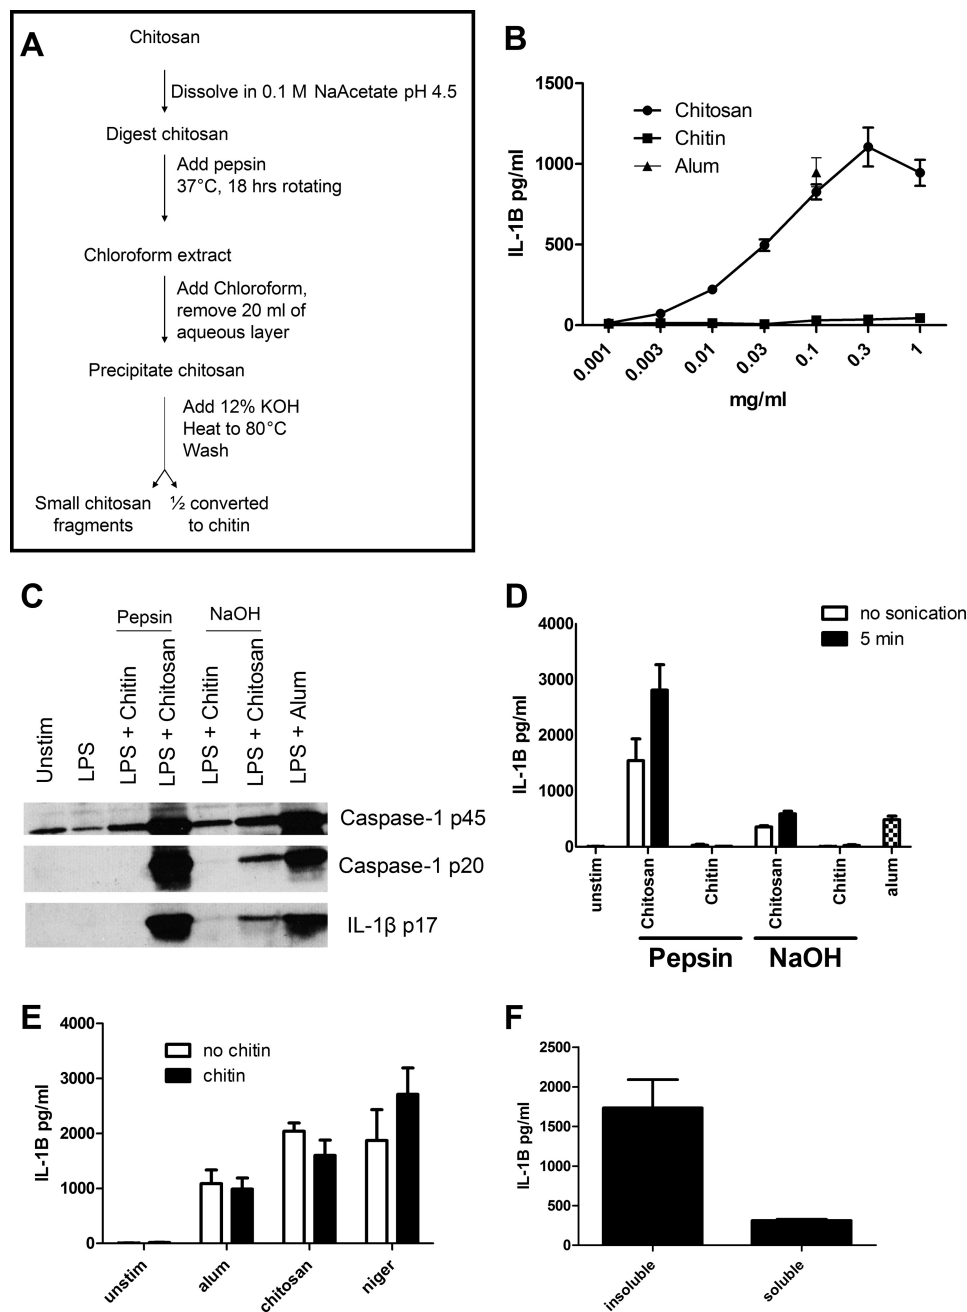 A
Chitosan
Dissolve in 0.1 M NaAcetate pH 4.5
Digest chitosan
Add pepsin
37°C, 18 hrs rotating
Chloroform extract
Add Chloroform,
remove 20 ml of
aqueous layer
Precipitate chitosan
Add 12% KOH
Heat to 80°C
Wash
Small chitosan
fragments
½ converted
to chitin
B
IL-1B pg/ml
1500
1000
500
0
Chitosan
Chitin
Alum
0.001
0.003
0.01
0.03
0.1
0.3
1
mg/ml
C
Pepsin
NaOH
Unstim
LPS
LPS + Chitin
LPS + Chitosan
LPS + Chitin
LPS + Chitosan
LPS + Alum
Caspase-1 p45
Caspase-1 p20
IL-1β p17
D
no sonication
5 min
IL-1B pg/ml
4000
3000
2000
1000
0
unstim
Chitosan
Chitin
Chitosan
Chitin
alum
Pepsin
NaOH
E
IL-1B pg/ml
4000
3000
2000
1000
0
no chitin
chitin
unstim
alum
chitosan
niger
F
IL-1B pg/ml
2500
2000
1500
1000
500
0
insoluble
soluble